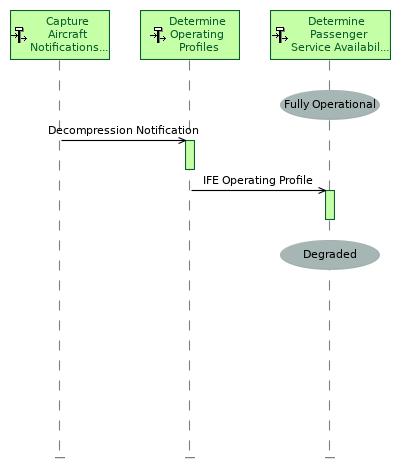 Capture
Aircraft
Notifications...
Determine
Operating
Profiles
Determine
Passenger
Service Availabil...
Fully Operational
Decompression Notification
IFE Operating Profile
Degraded